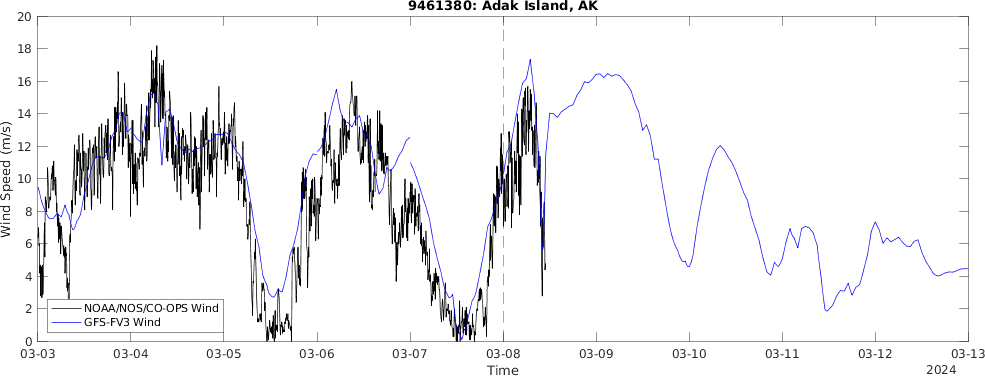 9461380: Adak Island, AK
20
18
16
14
12
10
8
6
4
2
0
Wind Speed (m/s)
NOAA/NOS/CO-OPS Wind
GFS-FV3 Wind
03-03 03-04 03-05 03-06 03-07 03-08 03-09 03-10 03-11 03-12 03-13
Time
2024